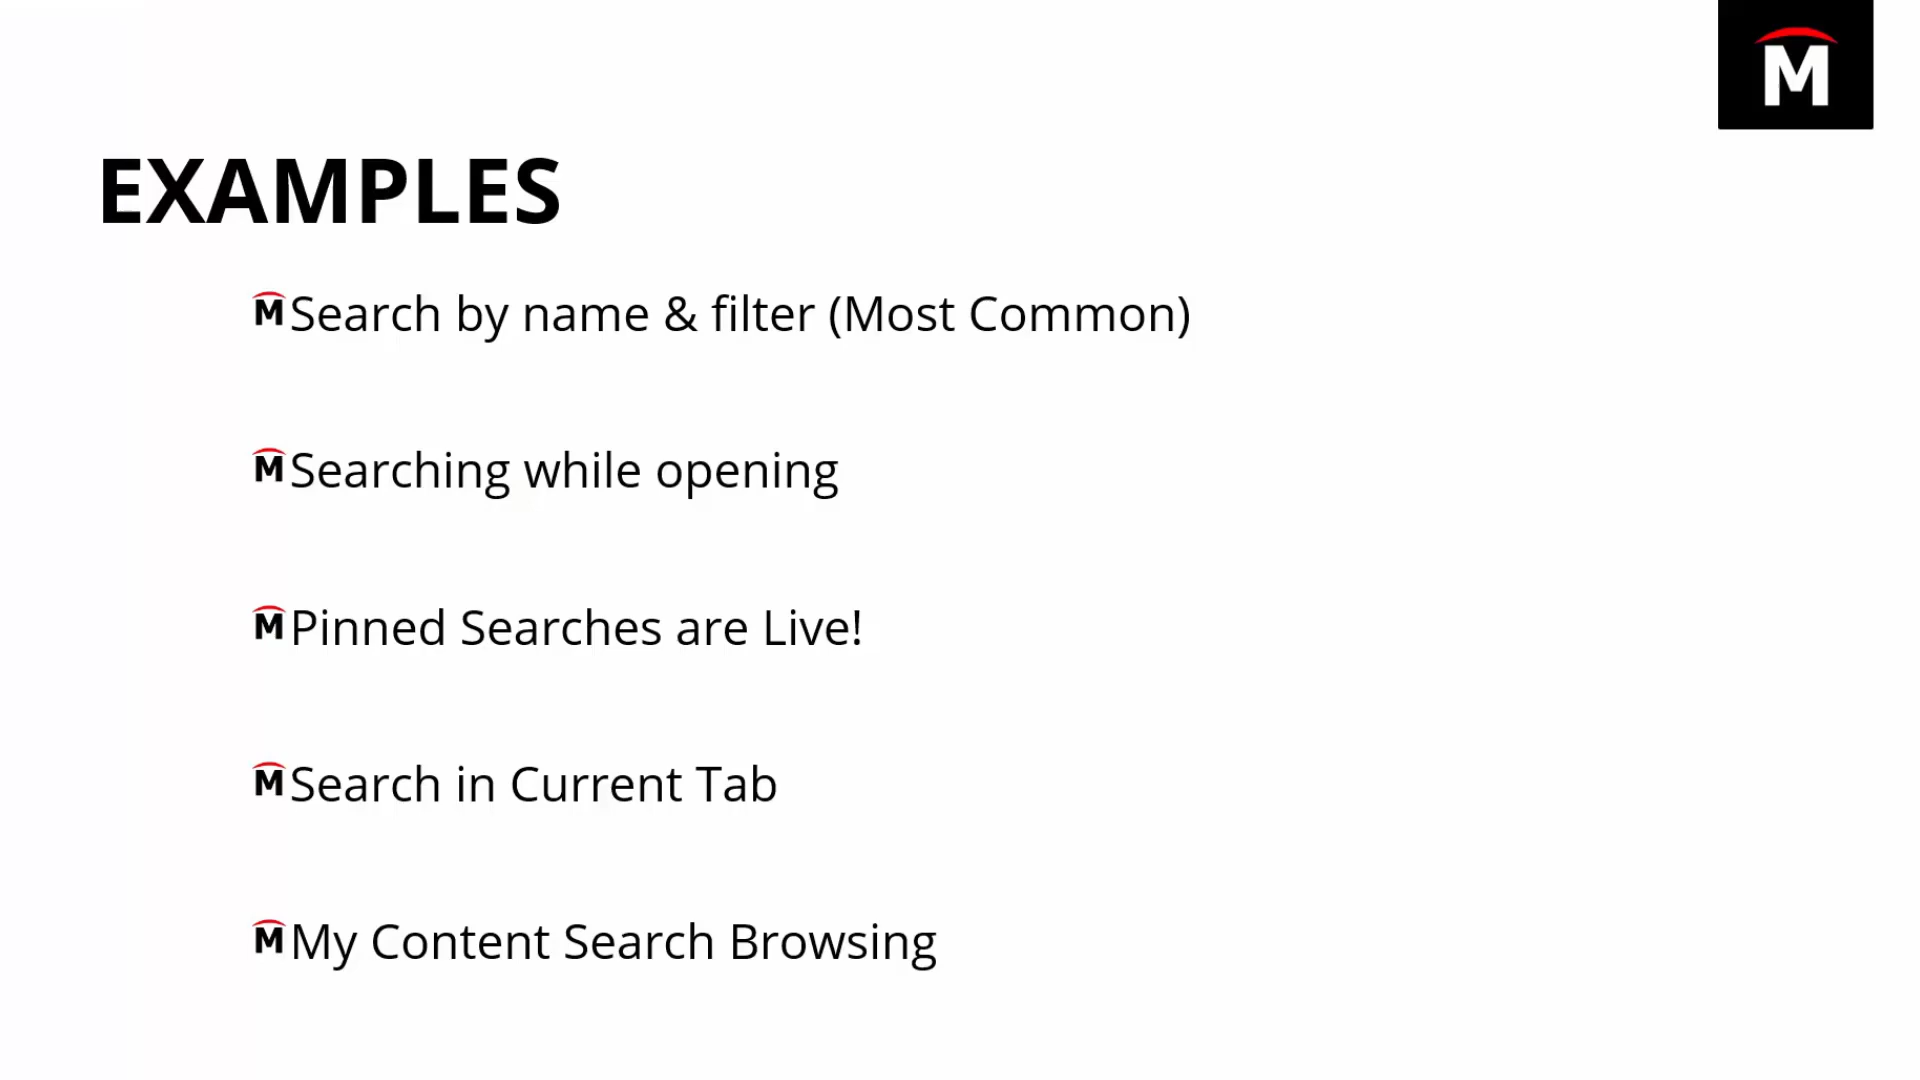 M
EXAMPLES
M Search by name & filter (Most Common)
M Searching while opening
M Pinned Searches are Live!
M Search in Current Tab
M My Content Search Browsing